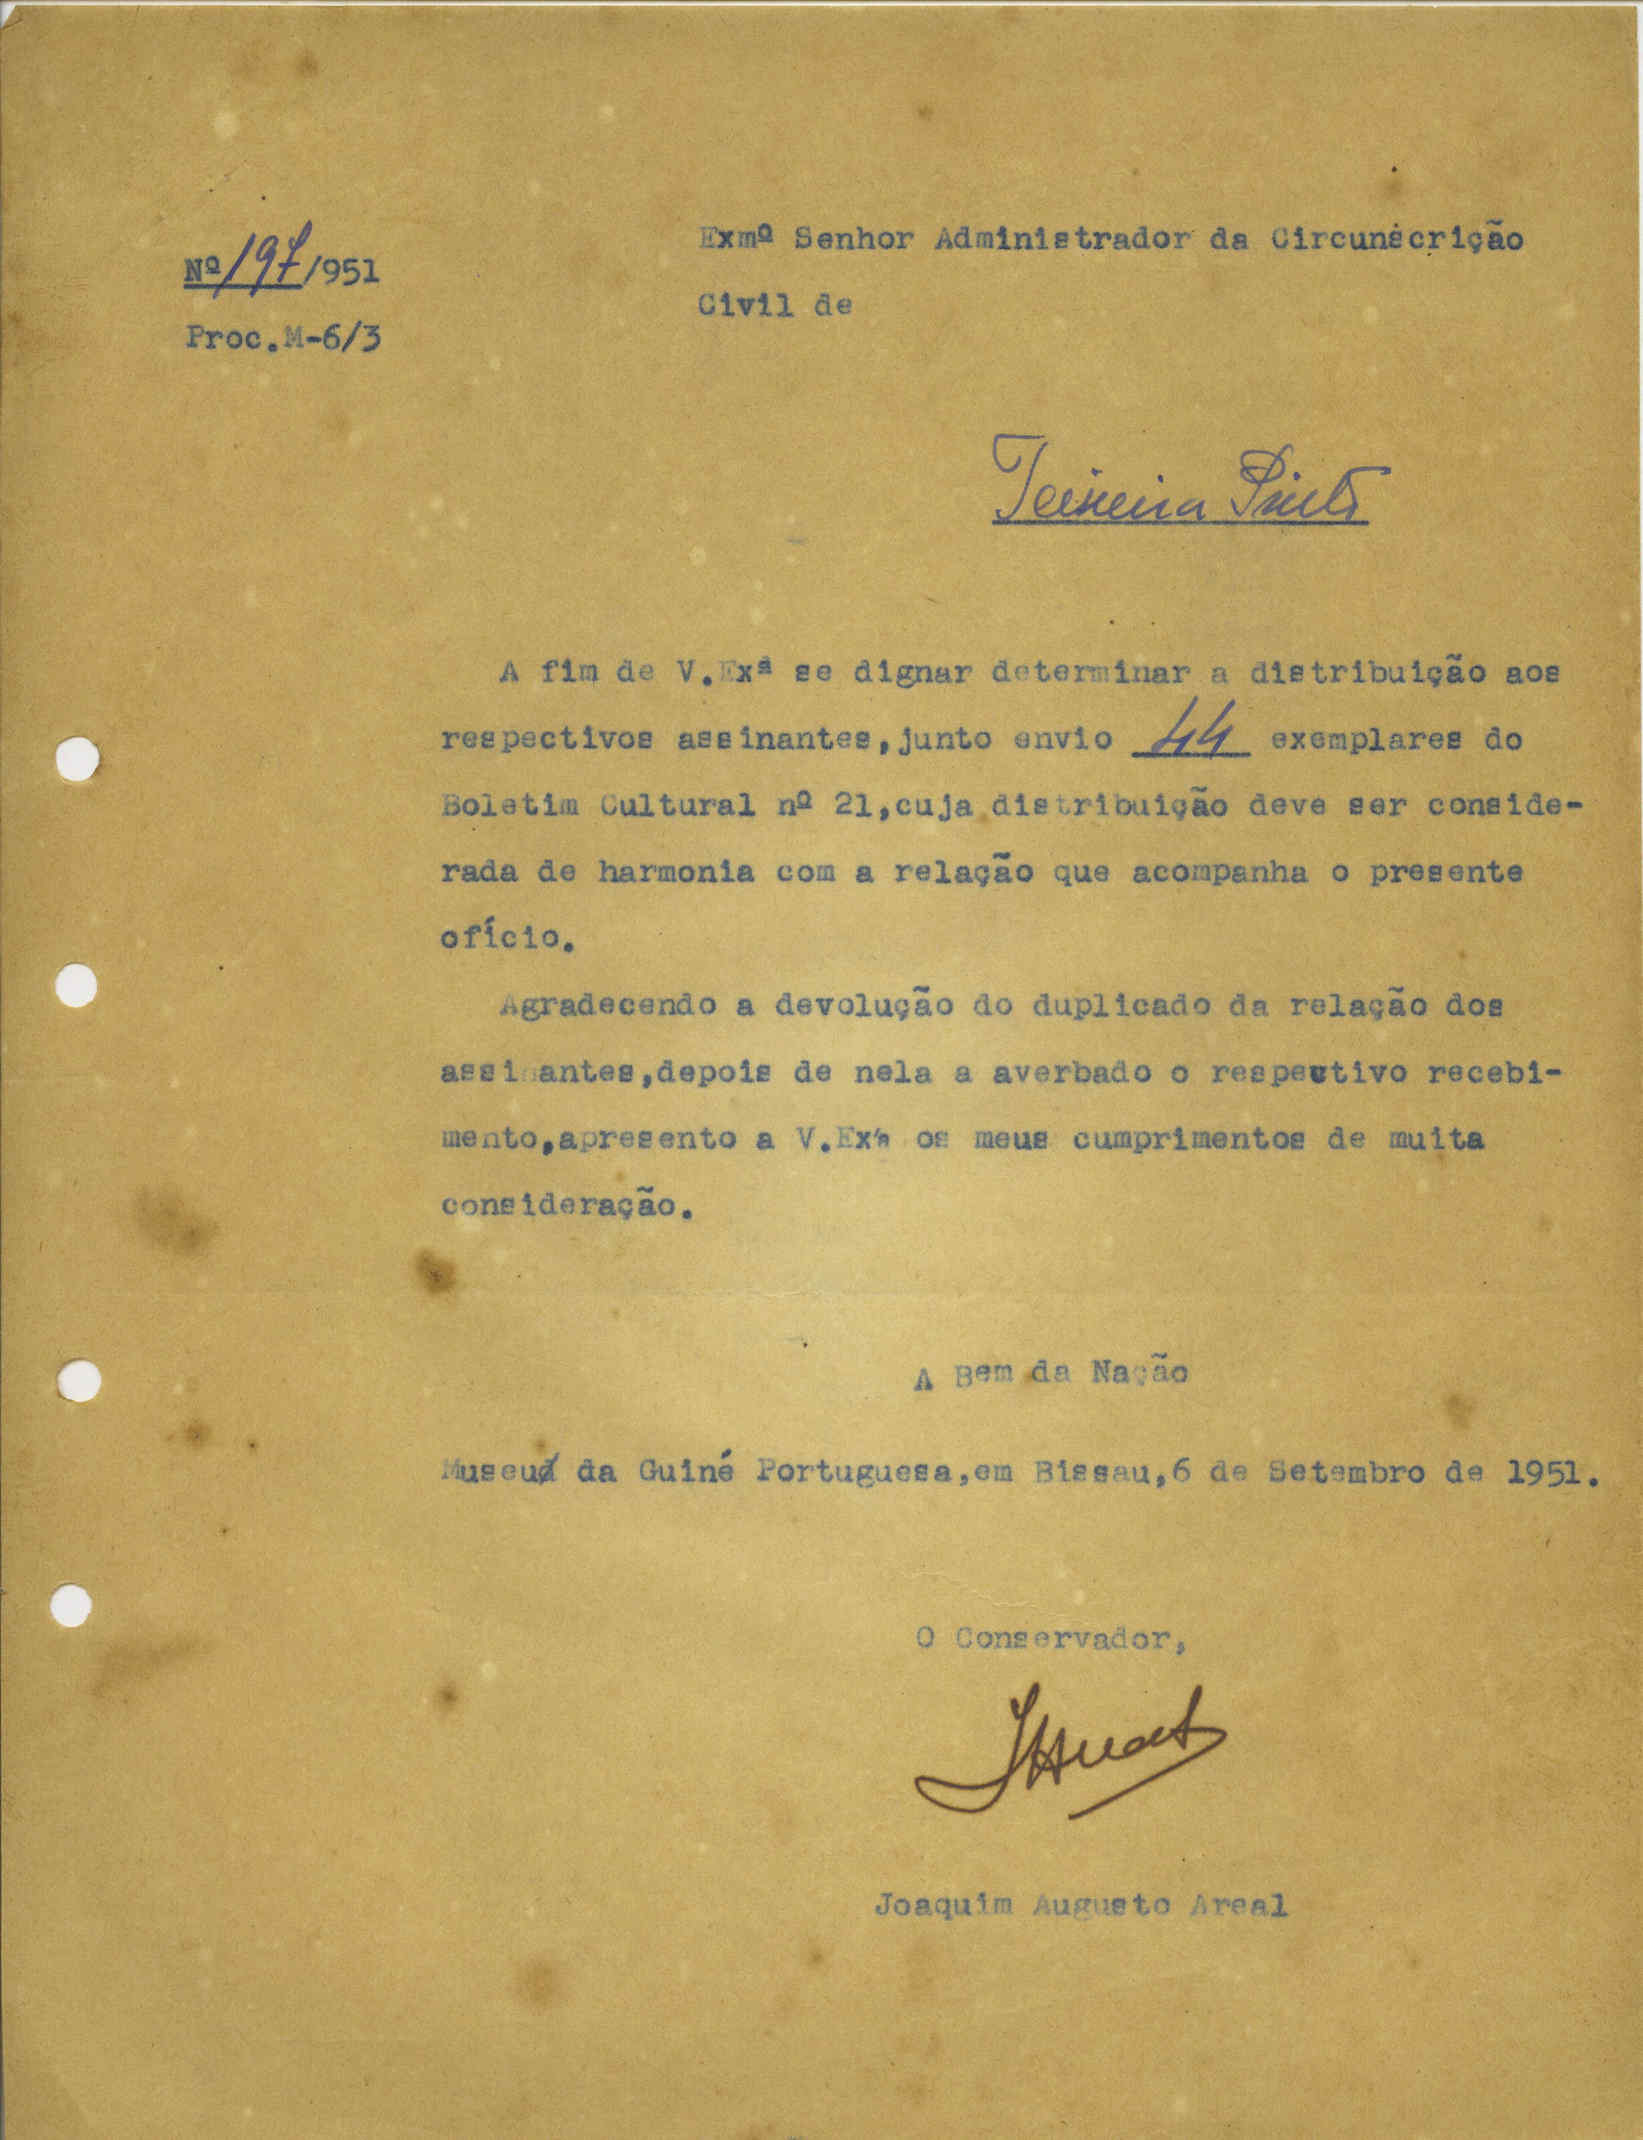 Exmº Senhor Administrador da Circunscrição
Nº 197/951
Civil de
Proc.M-6/3
Teixeira Pinto
A fim de V.Exª se dignar determinar a distribuição aos
respectivos assinantes,junto envio 44 exemplares do
Boletim Cultural nº 21,cuja distribuição deve ser conside-
rada de harmonia com a relação que acompanha o presente
ofício.
Agradecendo a devolução do duplicado da relação dos
assinantes,depois de nela a averbado o respectivo recebi-
mento,apresento a V.Exª os meus cumprimentos de muita
consideração.
A Bem da Nação
Museu da Guiné Portuguesa,em Bissau,6 de Setembro de 1951.
O Conservador,
Joaquim Augusto Areal